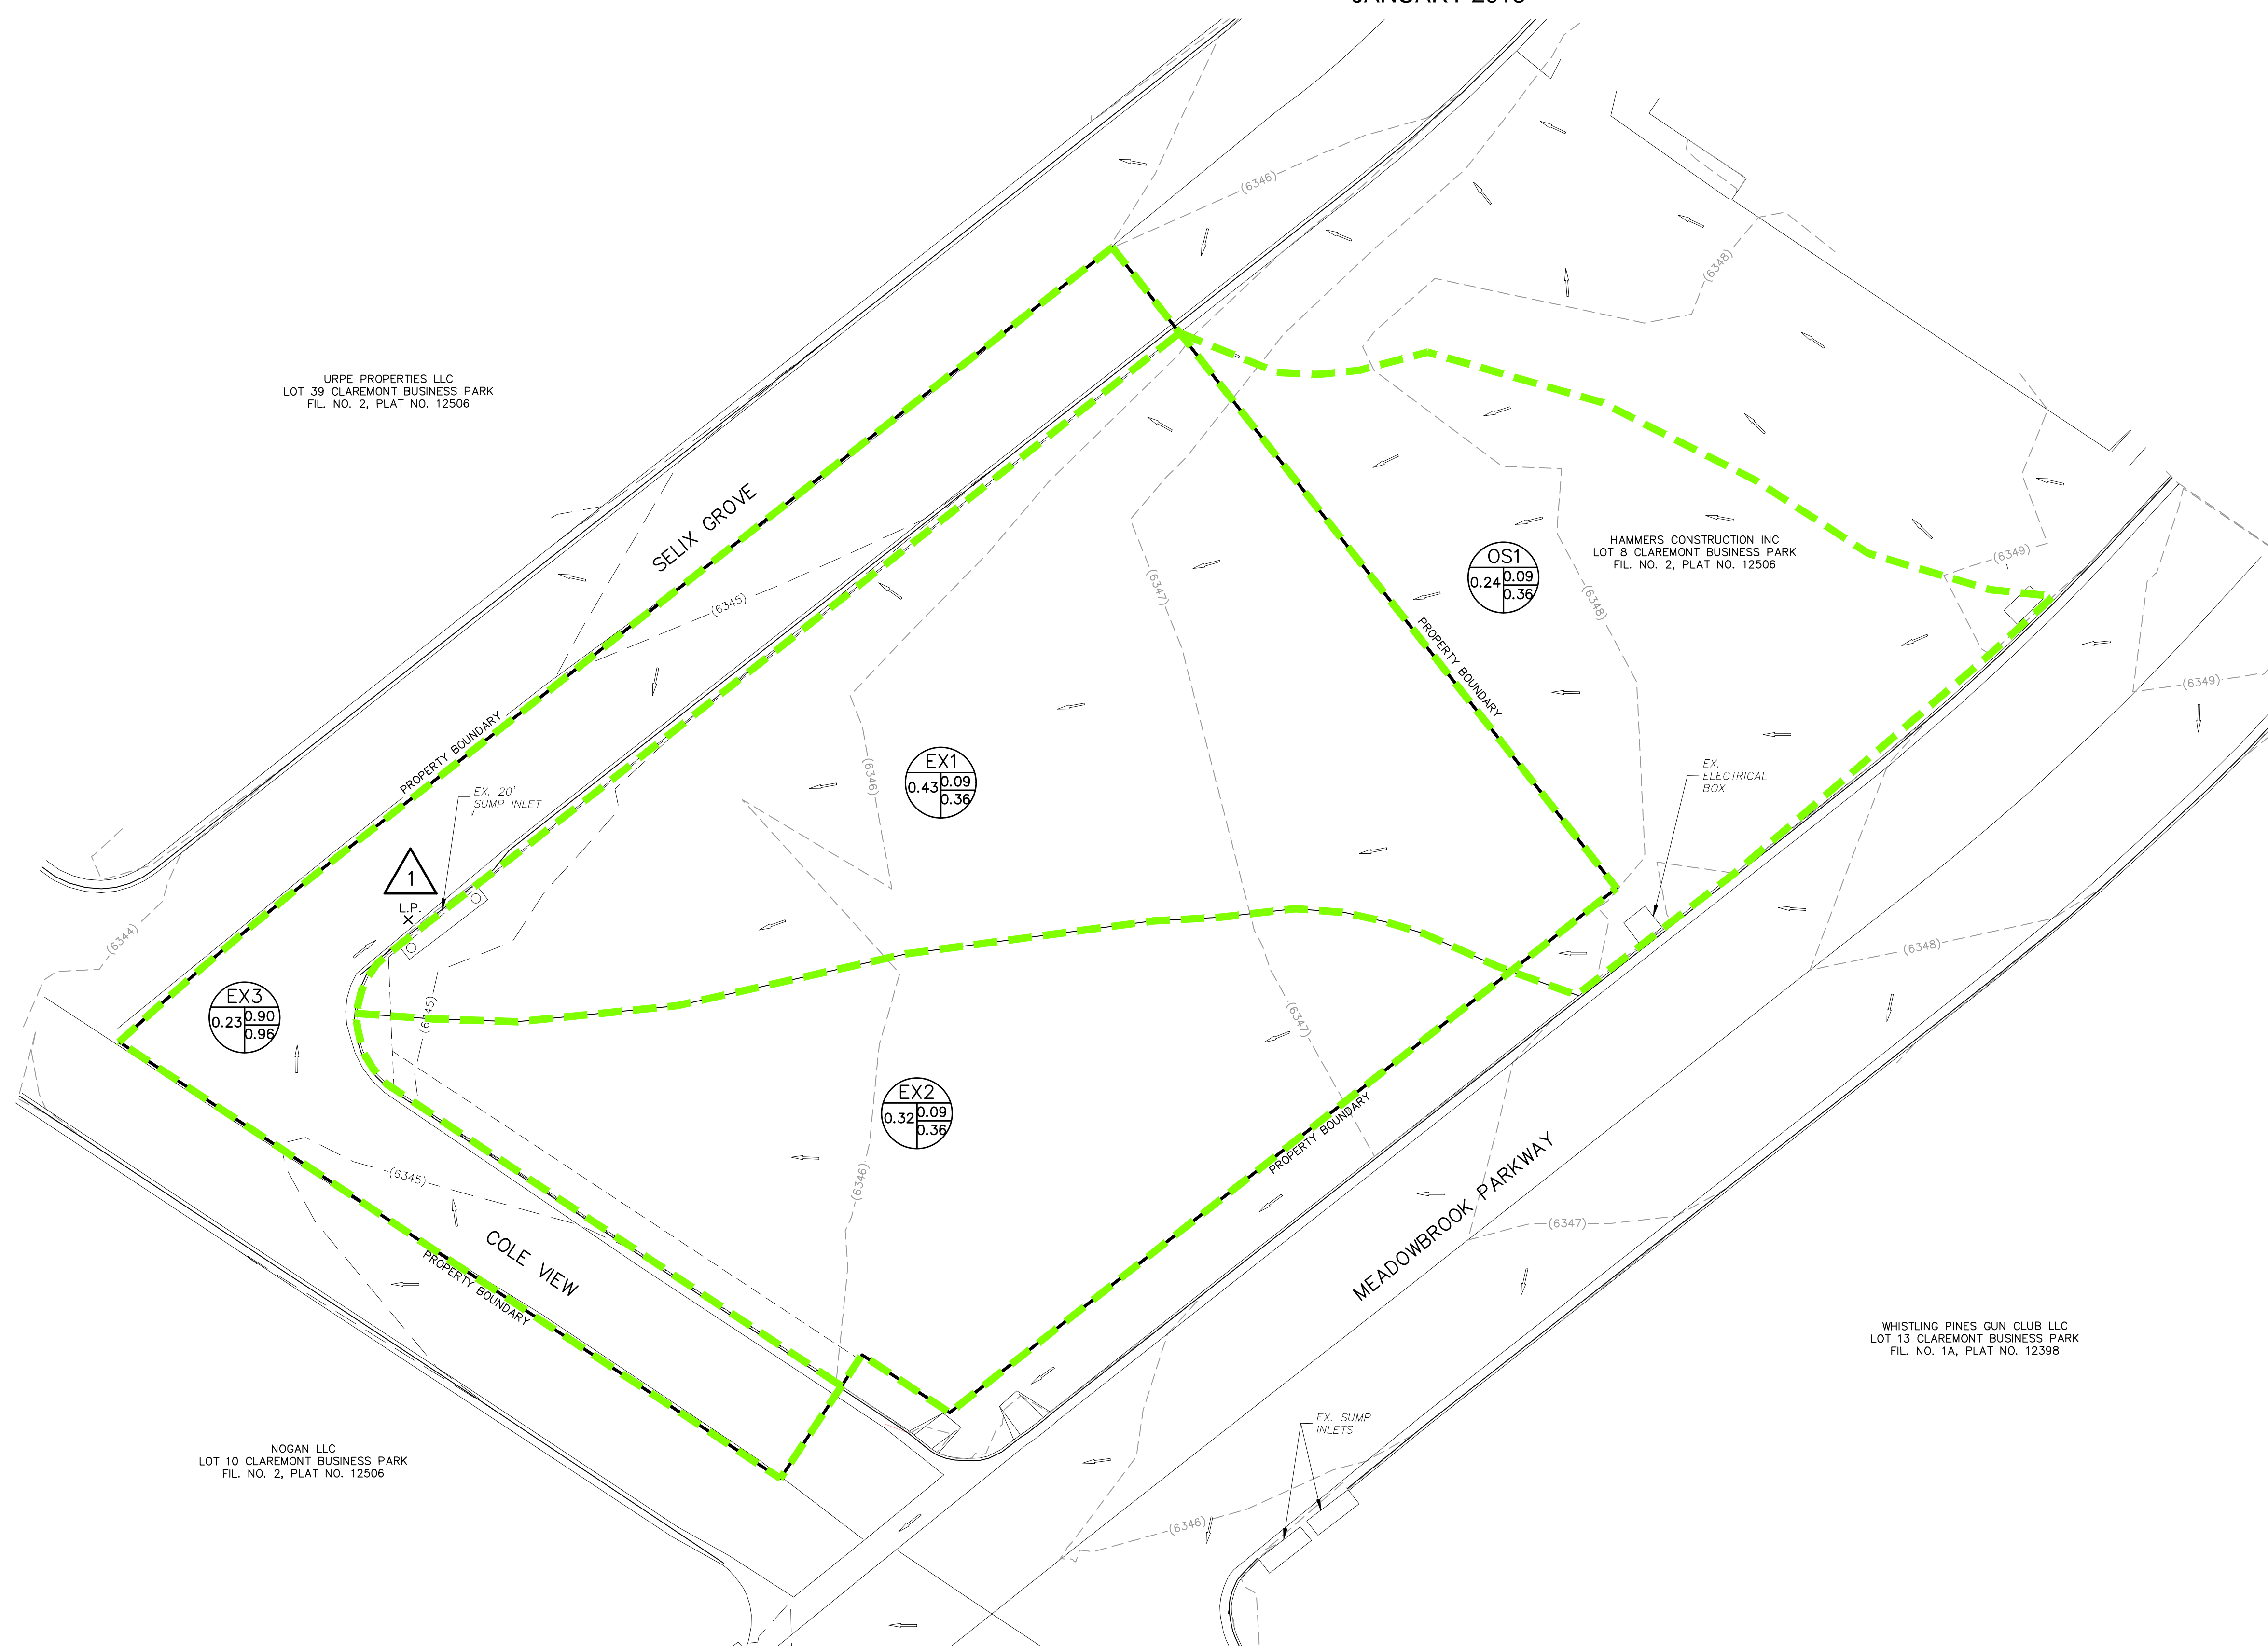 (6346)
(6348)
URPE PROPERTIES LLC
LOT 39 CLAREMONT BUSINESS PARK
FIL. NO. 2, PLAT NO. 12506
SELIX GROVE
HAMMERS CONSTRUCTION INC
LOT 8 CLAREMONT BUSINESS PARK
FIL. NO. 2, PLAT NO. 12506
OS1
0.24
0.09
0.36
(6349)
(6347)
(6348)
(6345)
PROPERTY BOUNDARY
(6349)
PROPERTY BOUNDARY
EX1
0.43
0.09
0.36
(6346)
EX. 20'
SUMP INLET
EX.
ELECTRICAL
BOX
1
L.P.
(6344)
(6348)
EX3
0.23
0.90
0.96
(6345)
(6347)
EX2
0.32
0.09
0.36
PROPERTY BOUNDARY
(6346)
(6345)
MEADOWBROOK PARKWAY
(6347)
COLE VIEW
PROPERTY BOUNDARY
WHISTLING PINES GUN CLUB LLC
LOT 13 CLAREMONT BUSINESS PARK
FIL. NO. 1A, PLAT NO. 12398
EX. SUMP
INLETS
NOGAN LLC
LOT 10 CLAREMONT BUSINESS PARK
FIL. NO. 2, PLAT NO. 12506
(6346)